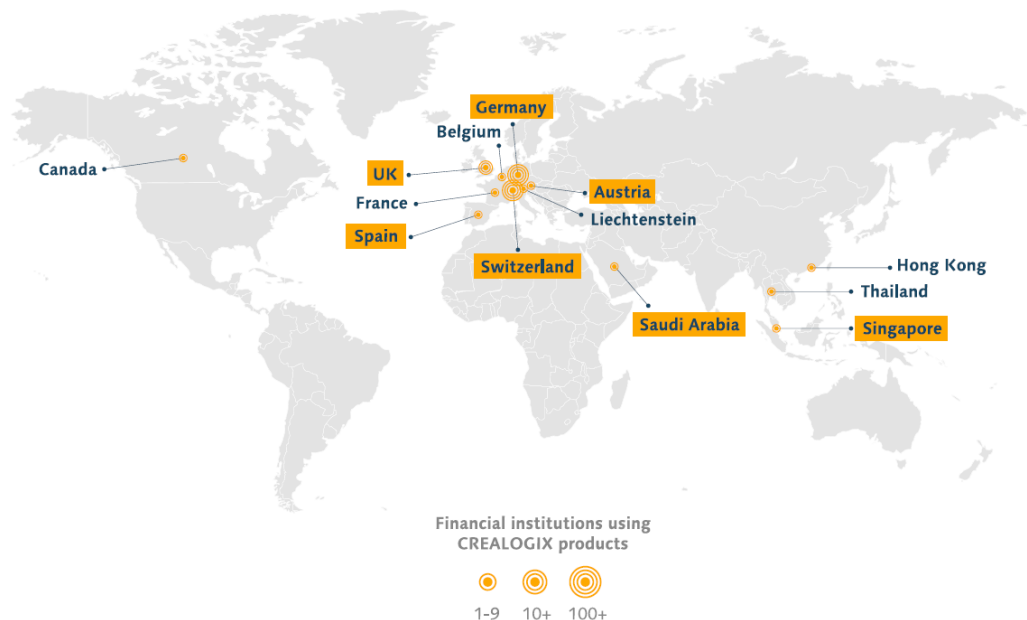 Germany
Belgium
Canada
UK
Austria
France
Liechtenstein
Spain
Switzerland
Hong Kong
Thailand
Saudi Arabia
Singapore
Financial institutions using
CREALOGIX products
1-9 10+ 100+